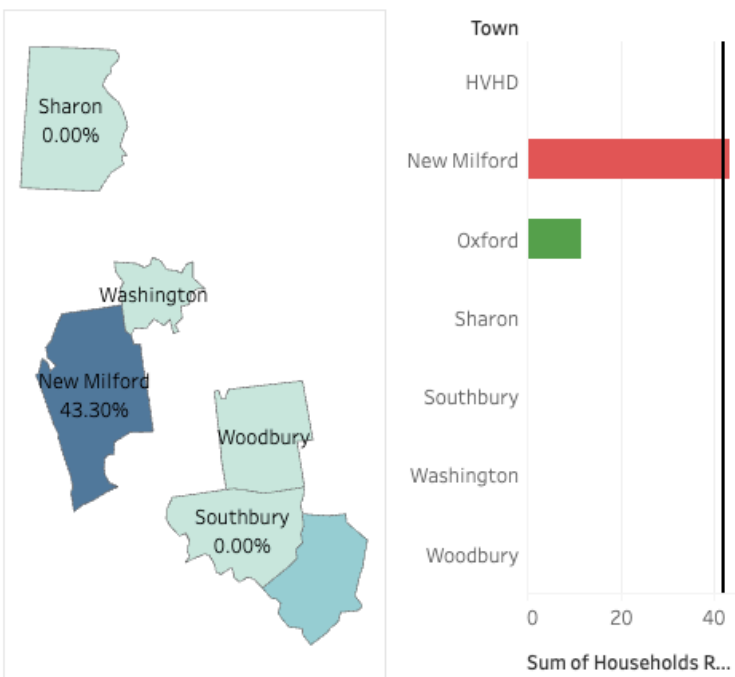 Sharon
0.00%
Washington
New Milford
43.30%
Woodbury
Southbury
0.00%
Town
HVHD
New Milford
Oxford
Sharon
Southbury
Washington
Woodbury
0 20 40
Sum of Households R...